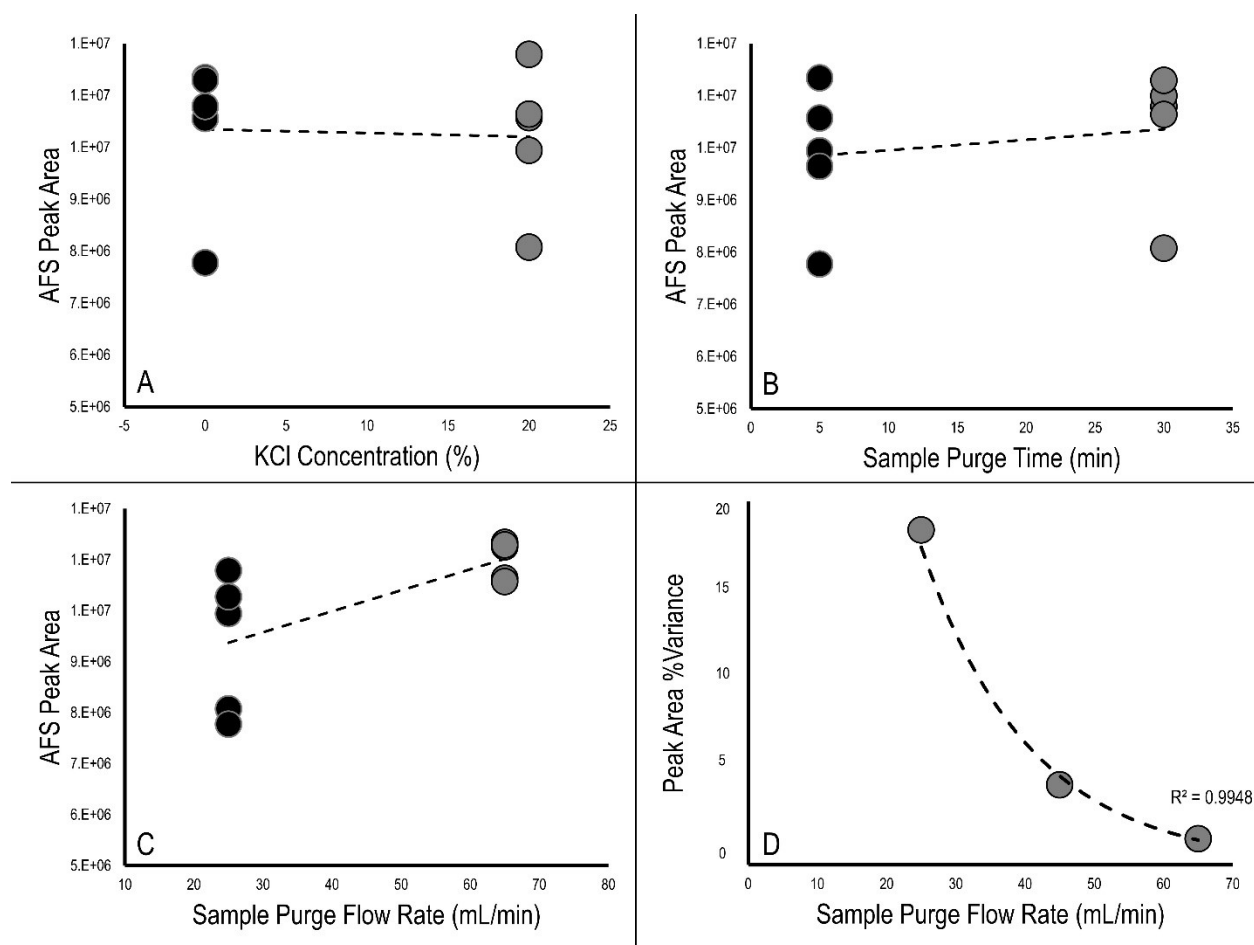 1.E+07
1.E+07
1.E+07
9.E+06
8.E+06
7.E+06
6.E+06
5.E+06
AFS Peak Area
A
-5 0 5 10 15 20 25
KCl Concentration (%)
1.E+07
1.E+07
1.E+07
9.E+06
8.E+06
7.E+06
6.E+06
5.E+06
AFS Peak Area
B
0 5 10 15 20 25 30 35
Sample Purge Time (min)
1.E+07
1.E+07
1.E+07
9.E+06
8.E+06
7.E+06
6.E+06
5.E+06
AFS Peak Area
C
10 20 30 40 50 60 70 80
Sample Purge Flow Rate (mL/min)
20
15
10
5
0
Peak Area %Variance
R² = 0.9948
D
0 10 20 30 40 50 60 70
Sample Purge Flow Rate (mL/min)